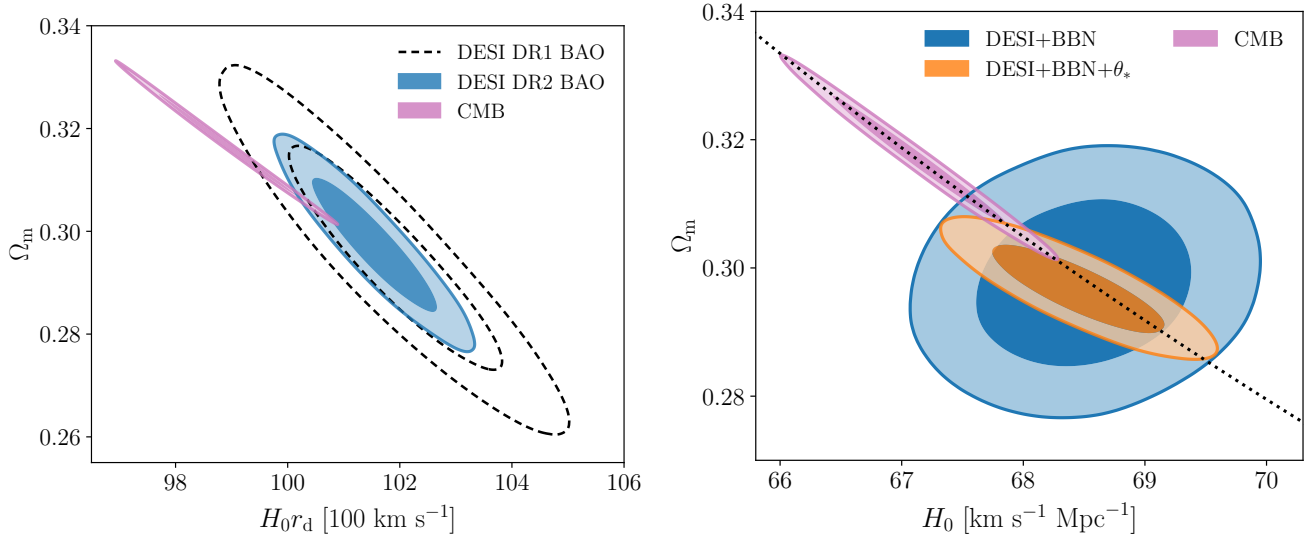 0.34
0.32
0.30
0.28
0.26
Ωm
98
100
102
104
106
H0rd [100 km s−1]
DESI DR1 BAO
DESI DR2 BAO
CMB
0.34
0.32
0.30
0.28
Ωm
66
67
68
69
70
H0 [km s−1 Mpc−1]
DESI+BBN
DESI+BBN+θ*
CMB